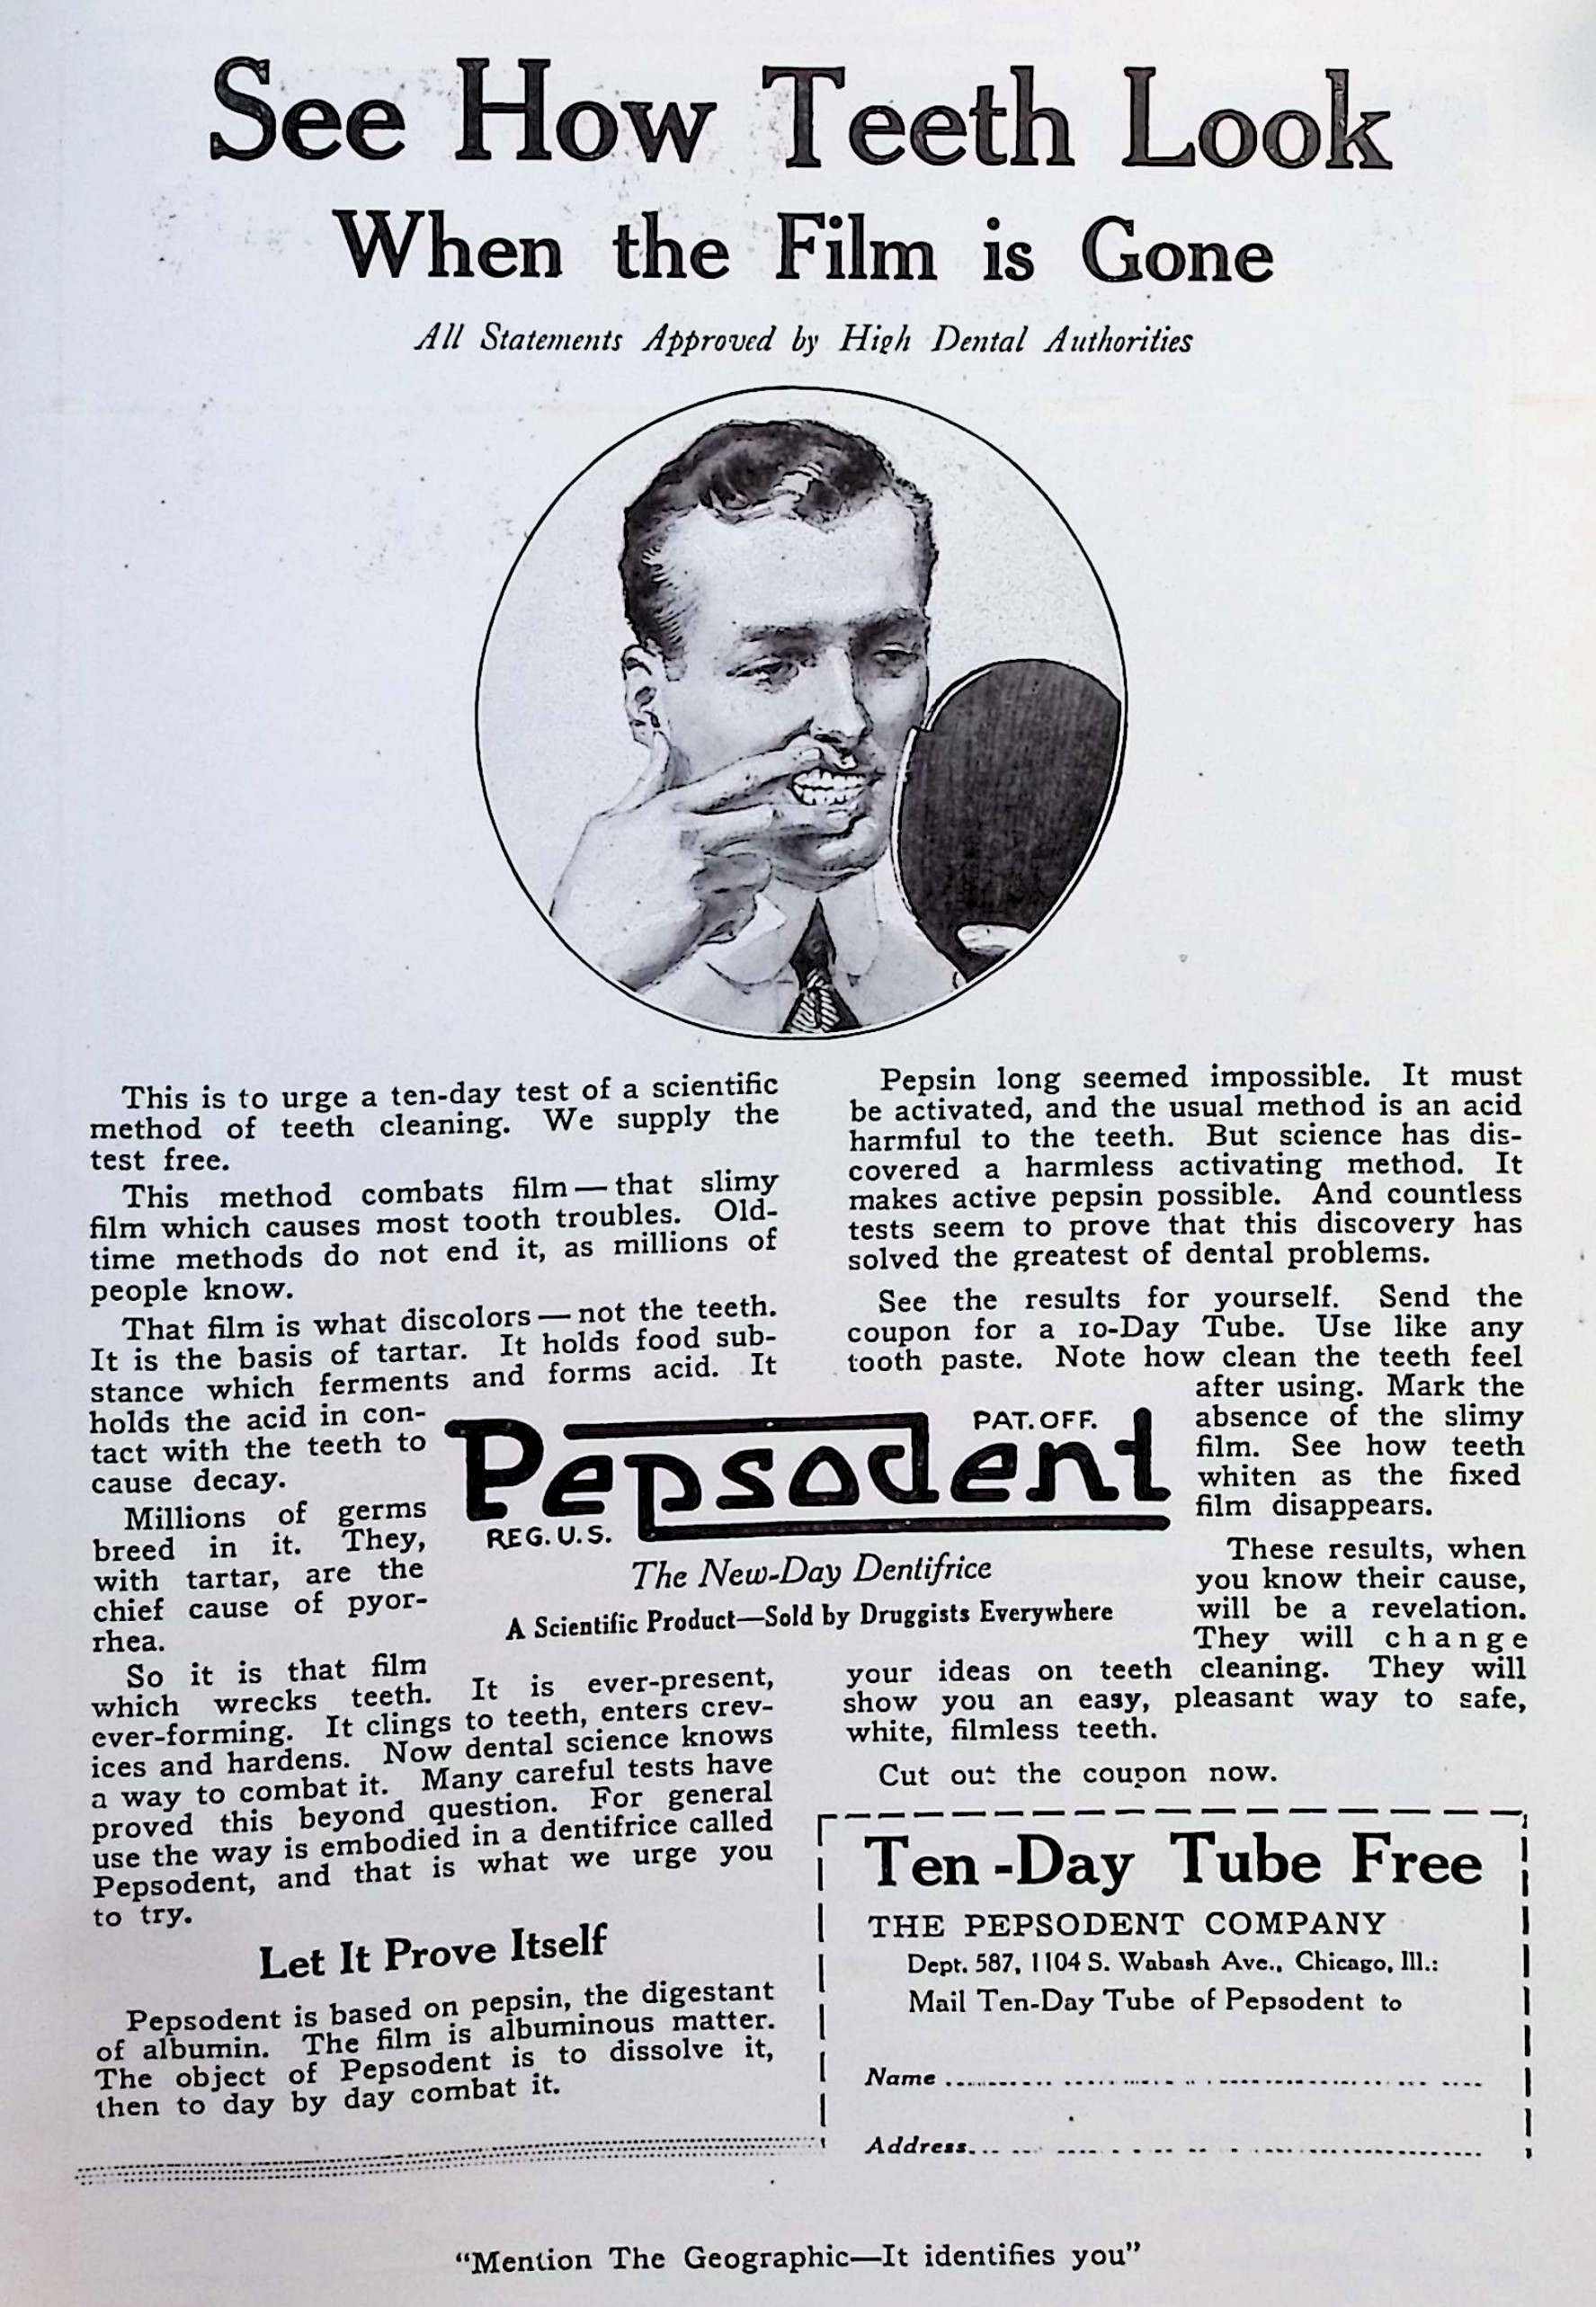 See How Teeth Look
When the Film is Gone
All Statements Approved by High Dental Authorities
This is to urge a ten-day test of a scientific
method of teeth cleaning. We supply the
test free.
This method combats film—that slimy
film which causes most tooth troubles. Old-
time methods do not end it, as millions of
people know.
That film is what discolors—not the teeth.
It is the basis of tartar. It holds food sub-
stance which ferments and forms acid. It
holds the acid in con-
tact with the teeth to
cause decay.
Millions of germs
breed in it. They,
with tartar, are the
chief cause of pyor-
rhea.
So it is that film
which wrecks teeth. It is ever-present,
ever-forming. It clings to teeth, enters crev-
ices and hardens. Now dental science knows
a way to combat it. Many careful tests have
proved this beyond question. For general
use the way is embodied in a dentifrice called
Pepsodent, and that is what we urge you
to try.
Let It Prove Itself
Pepsodent is based on pepsin, the digestant
of albumin. The film is albuminous matter.
The object of Pepsodent is to dissolve it,
then to day by day combat it.
Pepsin long seemed impossible. It must
be activated, and the usual method is an acid
harmful to the teeth. But science has dis-
covered a harmless activating method. It
makes active pepsin possible. And countless
tests seem to prove that this discovery has
solved the greatest of dental problems.
See the results for yourself. Send the
coupon for a 10-Day Tube. Use like any
tooth paste. Note how clean the teeth feel
after using. Mark the
absence of the slimy
film. See how teeth
whiten as the fixed
film disappears.
These results, when
you know their cause,
will be a revelation.
They will change
your ideas on teeth cleaning. They will
show you an easy, pleasant way to safe,
white, filmless teeth.
Cut out the coupon now.
PAT. OFF.
Pepsodent
REG. U.S.
The New-Day Dentifrice
A Scientific Product—Sold by Druggists Everywhere
Ten-Day Tube Free
THE PEPSODENT COMPANY
Dept. 587, 1104 S. Wabash Ave., Chicago, Ill.:
Mail Ten-Day Tube of Pepsodent to
Name
Address
"Mention The Geographic—It identifies you"